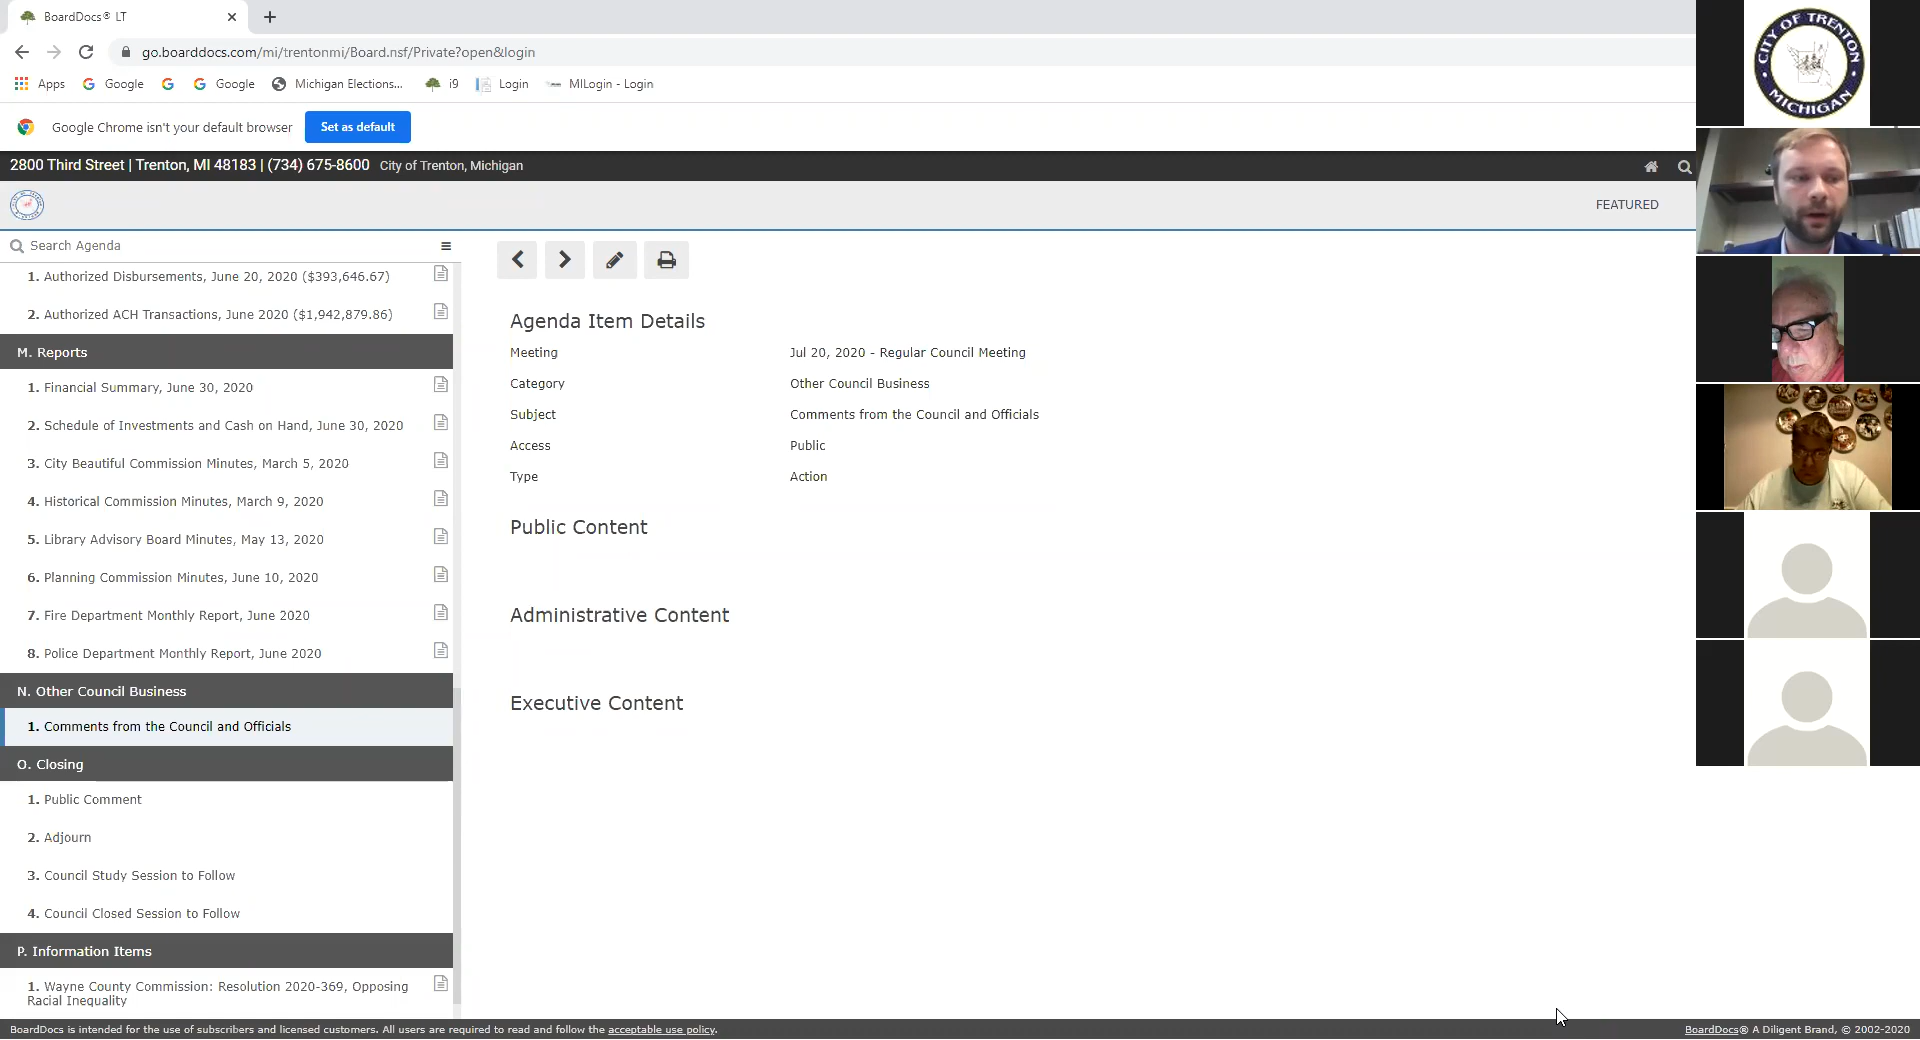 BoardDocs® LT
go.boarddocs.com/mi/trentonmi/Board.nsf/Private?open&login
Apps Google Google Michigan Elections... i9 Login MILogin - Login
Google Chrome isn't your default browser Set as default
2800 Third Street | Trenton, MI 48183 | (734) 675-8600 City of Trenton, Michigan
FEATURED
Search Agenda
1. Authorized Disbursements, June 20, 2020 ($393,646.67)
2. Authorized ACH Transactions, June 2020 ($1,942,879.86)
M. Reports
1. Financial Summary, June 30, 2020
2. Schedule of Investments and Cash on Hand, June 30, 2020
3. City Beautiful Commission Minutes, March 5, 2020
4. Historical Commission Minutes, March 9, 2020
5. Library Advisory Board Minutes, May 13, 2020
6. Planning Commission Minutes, June 10, 2020
7. Fire Department Monthly Report, June 2020
8. Police Department Monthly Report, June 2020
N. Other Council Business
1. Comments from the Council and Officials
O. Closing
1. Public Comment
2. Adjourn
3. Council Study Session to Follow
4. Council Closed Session to Follow
P. Information Items
1. Wayne County Commission: Resolution 2020-369, Opposing
Racial Inequality
Agenda Item Details
Meeting Jul 20, 2020 - Regular Council Meeting
Category Other Council Business
Subject Comments from the Council and Officials
Access Public
Type Action
Public Content
Administrative Content
Executive Content
CITY OF TRENTON
MICHIGAN
BoardDocs is intended for the use of subscribers and licensed customers. All users are required to read and follow the acceptable use policy.
BoardDocs® A Diligent Brand, © 2002-2020